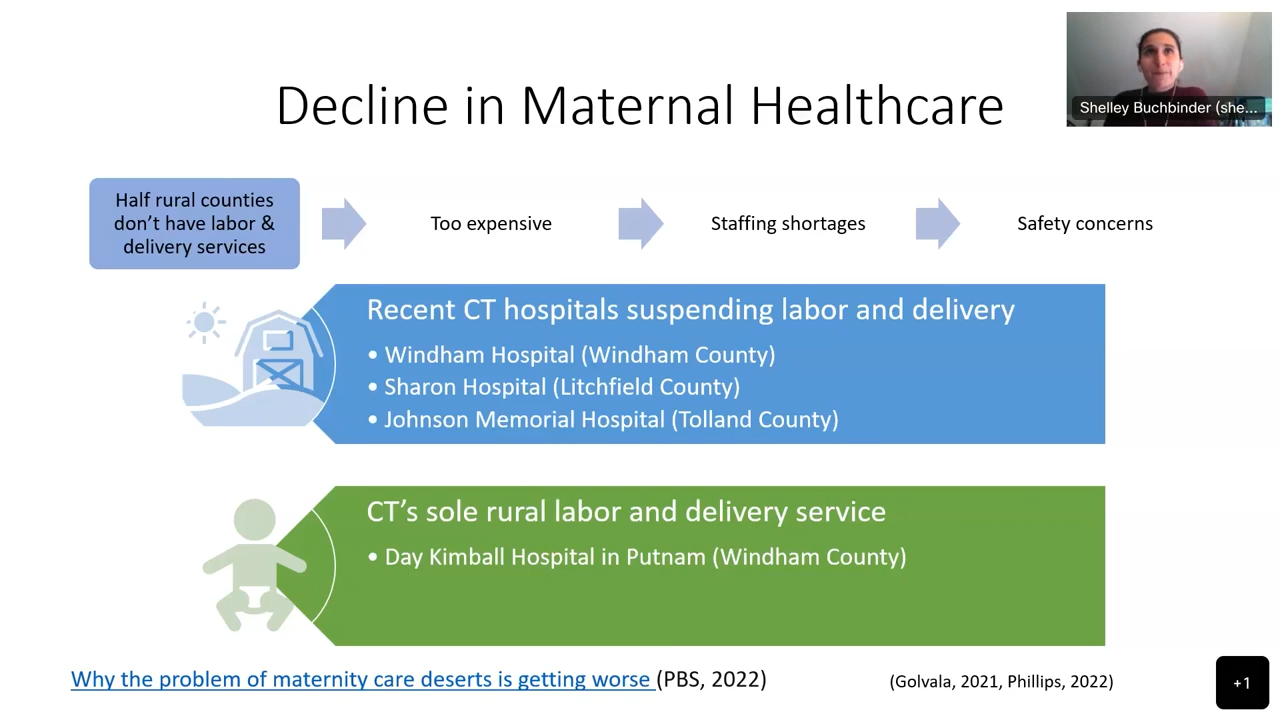 Decline in Maternal Healthcare
Shelley Buchbinder (she...
Half rural counties
don't have labor &
delivery services
Too expensive
Staffing shortages
Safety concerns
Recent CT hospitals suspending labor and delivery
• Windham Hospital (Windham County)
• Sharon Hospital (Litchfield County)
• Johnson Memorial Hospital (Tolland County)
CT's sole rural labor and delivery service
• Day Kimball Hospital in Putnam (Windham County)
Why the problem of maternity care deserts is getting worse (PBS, 2022)
(Golvala, 2021, Phillips, 2022)
+1